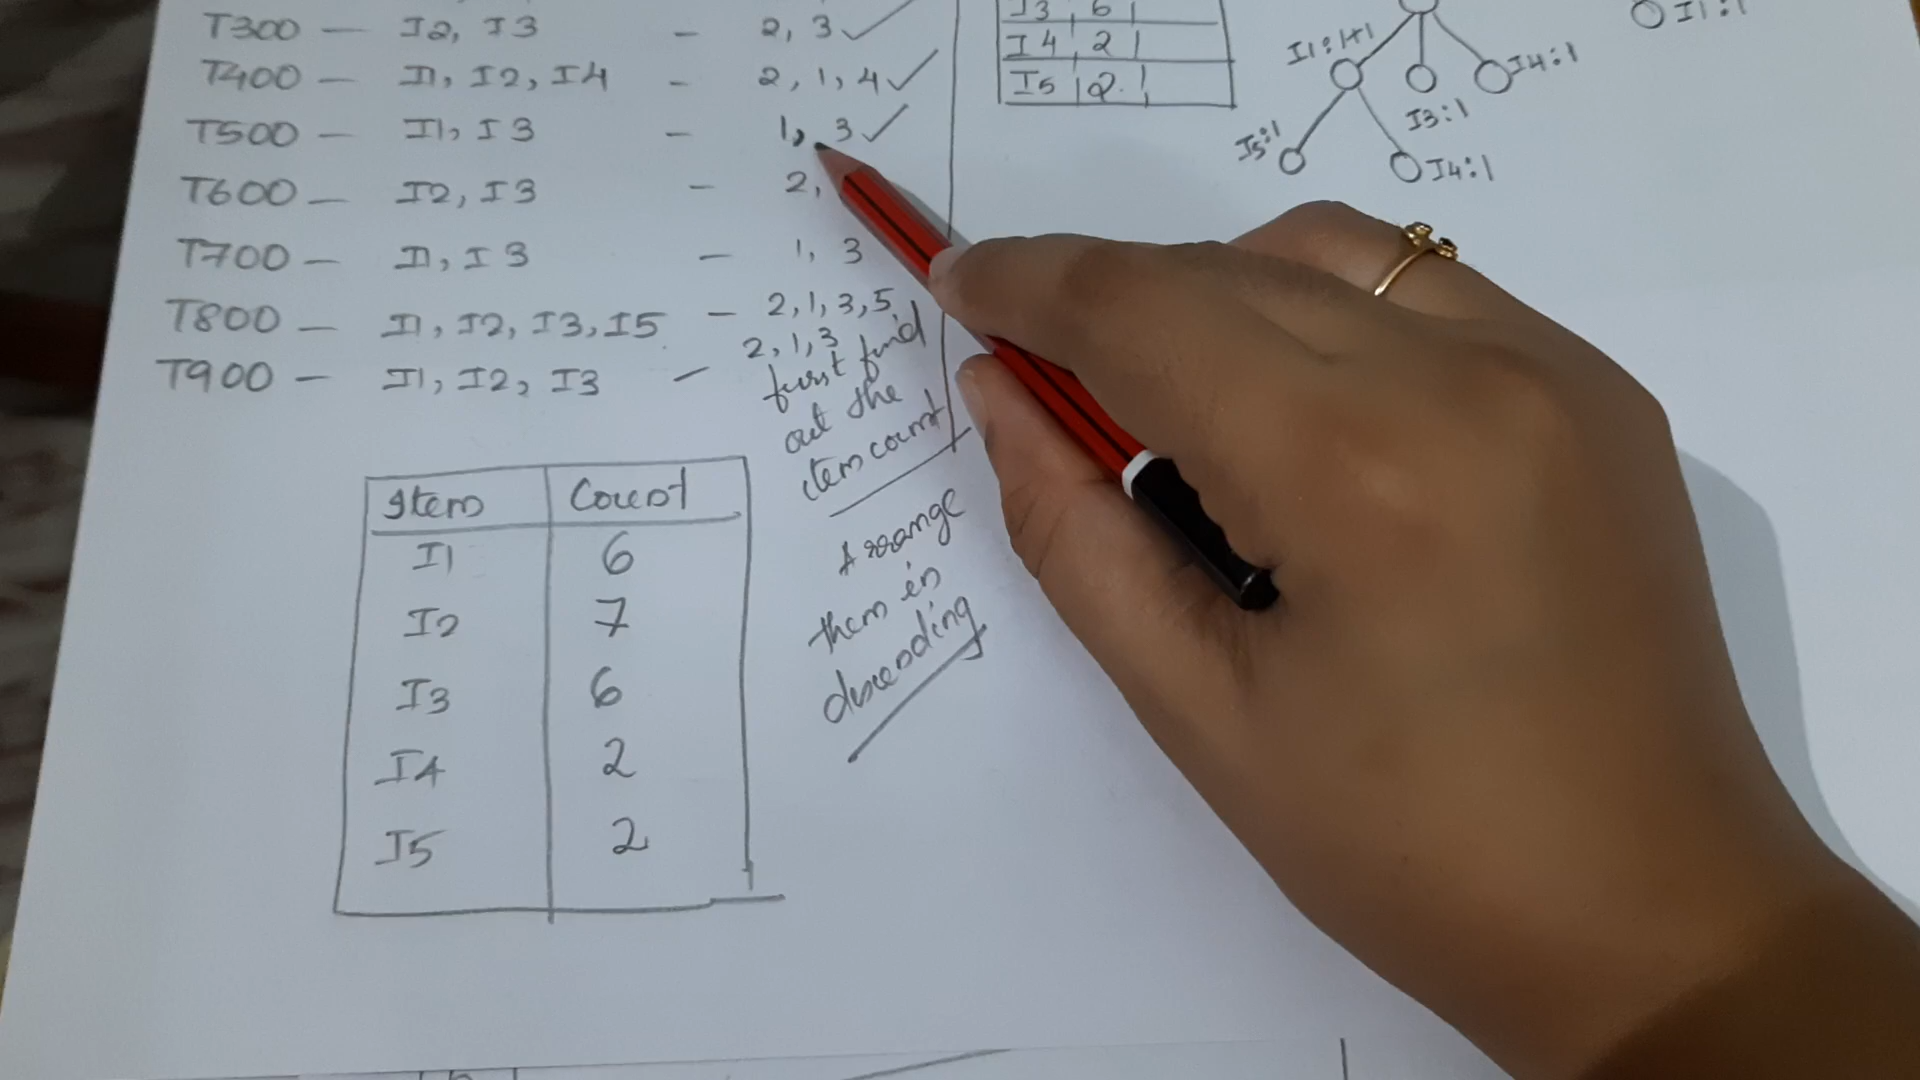 T300 — I2, I3 – 2, 3 ✓
T400 — I1, I2, I4 – 2, 1, 4 ✓
T500 — I1, I3 – 1, 3 ✓
T600 — I2, I3 – 2,
T700 — I1, I3 – 1, 3
T800 — I1, I2, I3, I5 – 2, 1, 3, 5
T900 — I1, I2, I3 – 2, 1, 3
first find
out the
item count
Arrange
them in
descending
Item Count
I1 6
I2 7
I3 6
I4 2
I5 2
I3 6
I4 2
I5 2
I1:1+1
I4:1
I3:1
I5:1
I4:1
I1:1